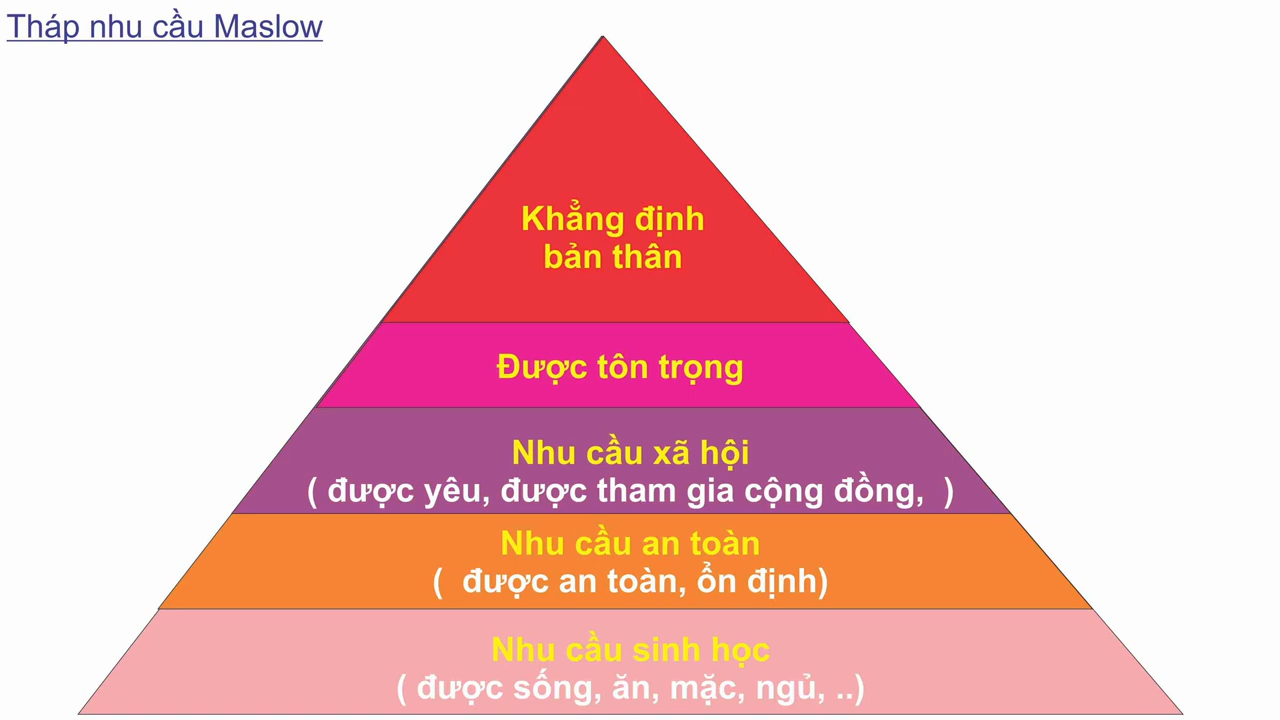 Tháp nhu cầu Maslow
Khẳng định
bản thân
Được tôn trọng
Nhu cầu xã hội
( được yêu, được tham gia cộng đồng,  )
Nhu cầu an toàn
(  được an toàn, ổn định)
Nhu cầu sinh học
( được sống, ăn, mặc, ngủ, ..)